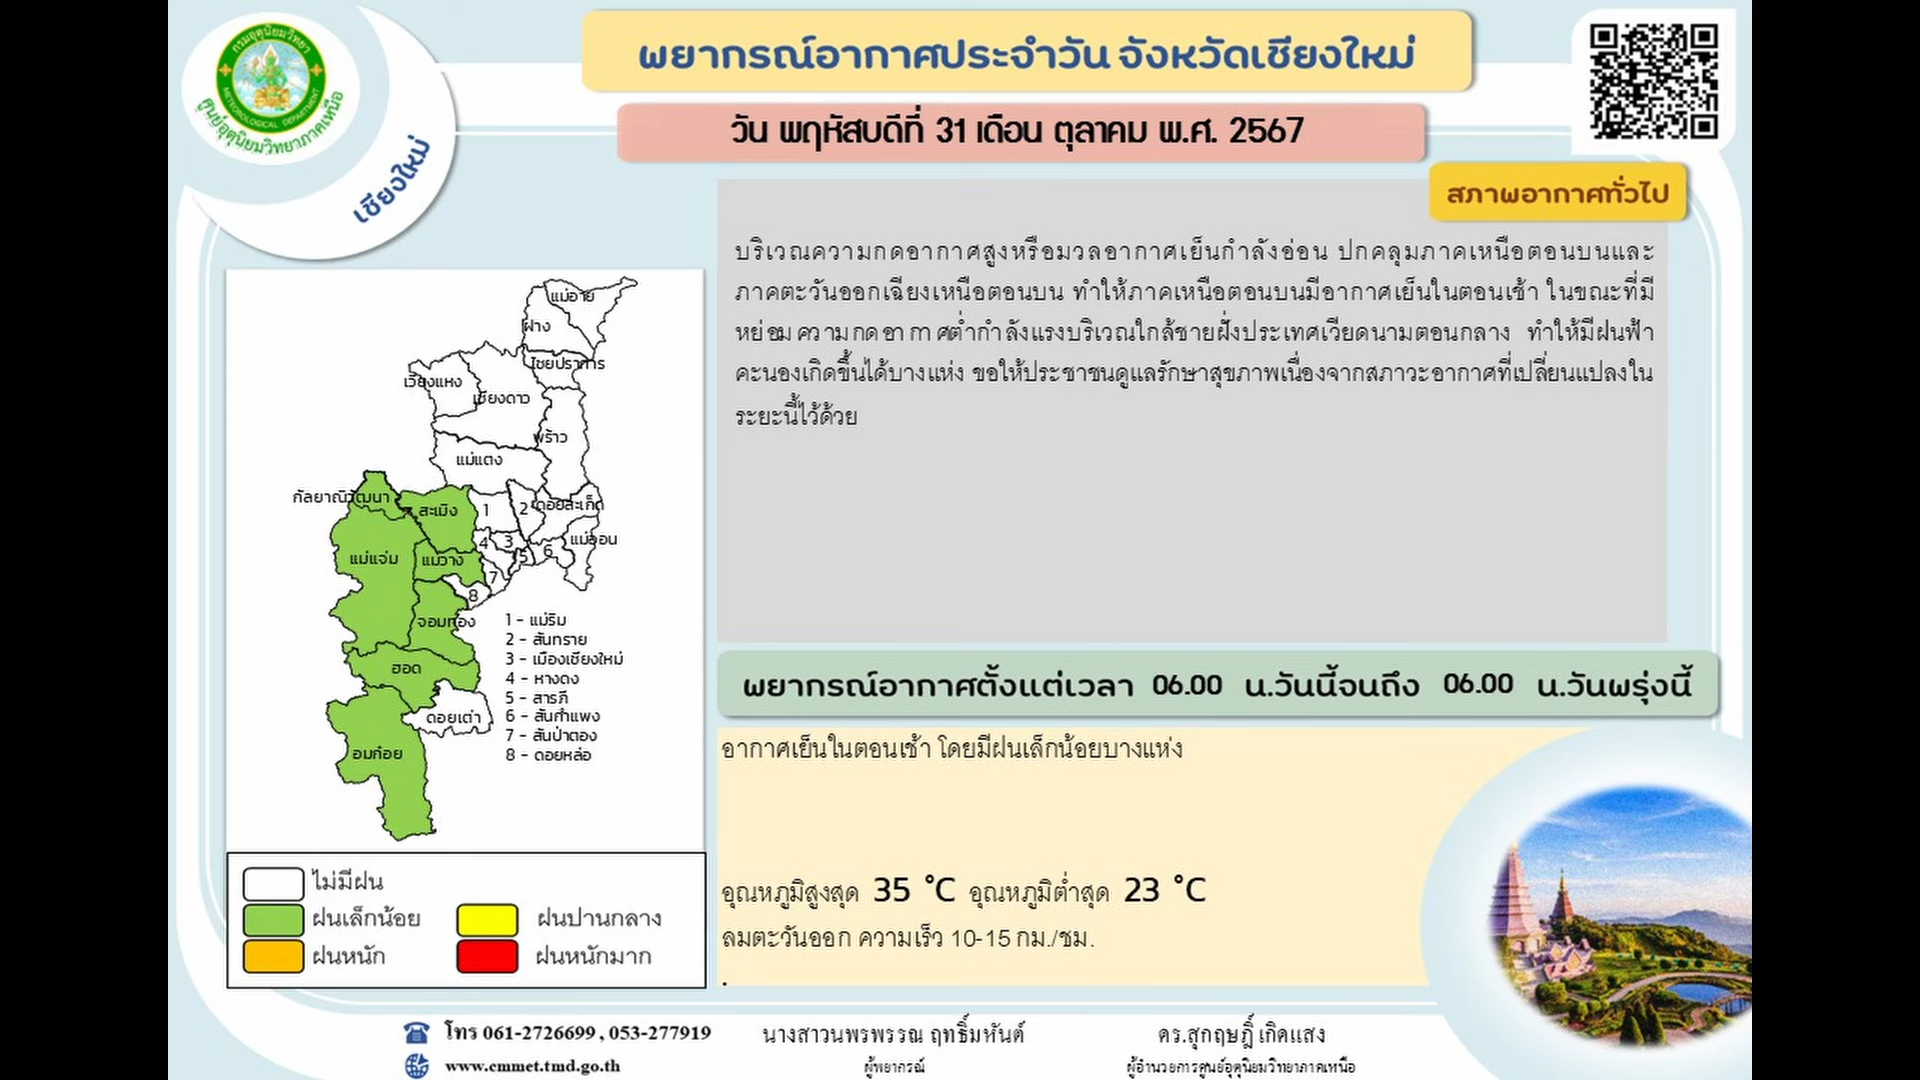 กรมอุตุนิยมวิทยา
METEOROLOGICAL DEPARTMENT
ศูนย์อุตุนิยมวิทยาภาคเหนือ
เชียงใหม่
พยากรณ์อากาศประจำวัน จังหวัดเชียงใหม่
วัน พฤหัสบดีที่ 31 เดือน ตุลาคม พ.ศ. 2567
สภาพอากาศทั่วไป
บริเวณความกดอากาศสูงหรือมวลอากาศเย็นกำลังอ่อน ปกคลุมภาคเหนือตอนบนและ
ภาคตะวันออกเฉียงเหนือตอนบน ทำให้ภาคเหนือตอนบนมีอากาศเย็นในตอนเช้า ในขณะที่มี
หย่อมความกดอากาศต่ำกำลังแรงบริเวณใกล้ชายฝั่งประเทศเวียดนามตอนกลาง ทำให้มีฝนฟ้า
คะนองเกิดขึ้นได้บางแห่ง ขอให้ประชาชนดูแลรักษาสุขภาพเนื่องจากสภาวะอากาศที่เปลี่ยนแปลงใน
ระยะนี้ไว้ด้วย
แม่อาย
ฝาง
ไชยปราการ
เวียงแหง
เชียงดาว
พร้าว
แม่แตง
กัลยาณิวัฒนา
สะเมิง
1
2
ดอยสะเก็ด
4
3
5
6
แม่ออน
แม่แจ่ม
แม่วาง
7
8
จอมทอง
ฮอด
ดอยเต่า
อมก๋อย
1 - แม่ริม
2 - สันทราย
3 - เมืองเชียงใหม่
4 - หางดง
5 - สารภี
6 - สันกำแพง
7 - สันป่าตอง
8 - ดอยหล่อ
ไม่มีฝน
ฝนเล็กน้อย ฝนปานกลาง
ฝนหนัก ฝนหนักมาก
พยากรณ์อากาศตั้งแต่เวลา 06.00 น.วันนี้จนถึง 06.00 น.วันพรุ่งนี้
อากาศเย็นในตอนเช้า โดยมีฝนเล็กน้อยบางแห่ง
อุณหภูมิสูงสุด 35 °C อุณหภูมิต่ำสุด 23 °C
ลมตะวันออก ความเร็ว 10-15 กม./ชม.
.
โทร 061-2726699 , 053-277919
www.cmmet.tmd.go.th
นางสาวนพรพรรณ ฤทธิ์มหันต์
ผู้พยากรณ์
ดร.สุกฤษฎิ์ เกิดแสง
ผู้อำนวยการศูนย์อุตุนิยมวิทยาภาคเหนือ